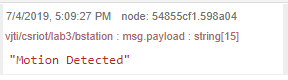 7/4/2019, 5:09:27 PM node: 54855cf1.598a04
vjti/csriot/lab3/bstation : msg.payload : string[15]
"Motion Detected"